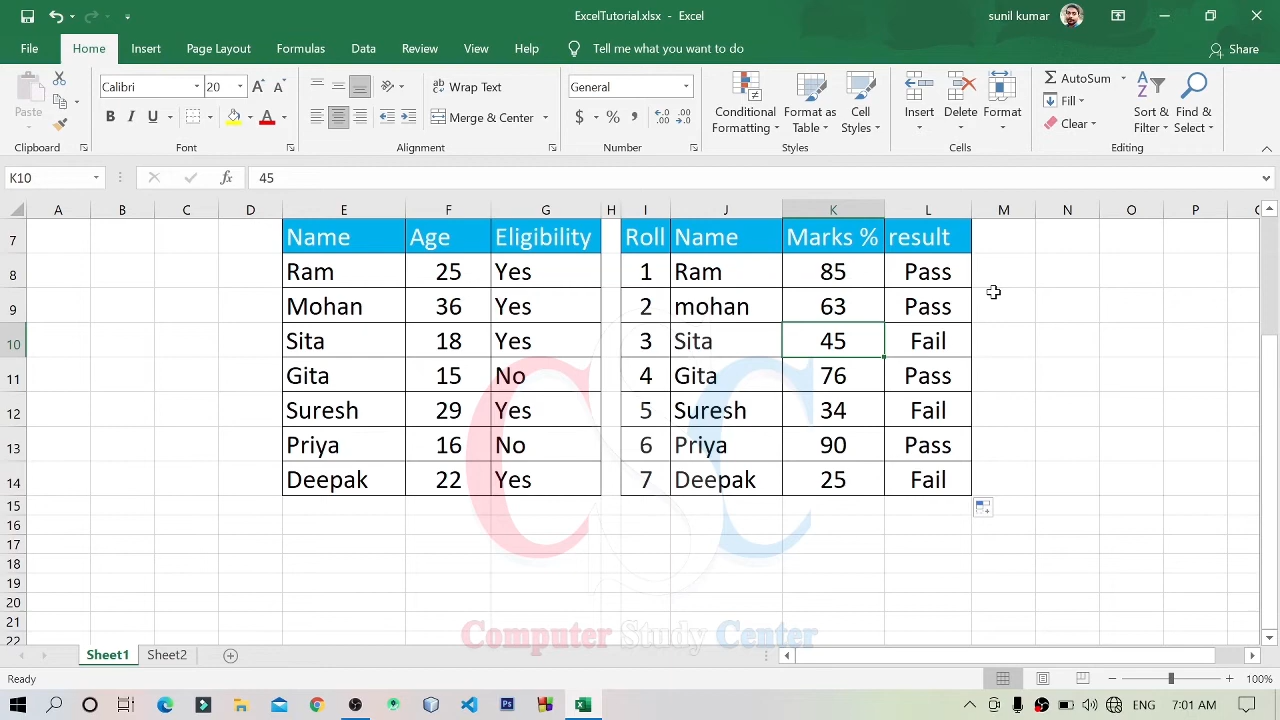 ExcelTutorial.xlsx - Excel
sunil kumar
File Home Insert Page Layout Formulas Data Review View Help Tell me what you want to do Share
Paste
Clipboard
Calibri 20 A A
B I U A
Font
ab Wrap Text
Merge & Center
Alignment
General
$ % ,
Number
Conditional Formatting
Format as Table
Cell Styles
Styles
Insert Delete Format
Cells
AutoSum
Fill
Clear
Sort & Filter
Find & Select
Editing
K10 fx 45
A B C D E F G H I J K L M N O P
7 Name Age Eligibility Roll Name Marks % result
8 Ram 25 Yes 1 Ram 85 Pass
9 Mohan 36 Yes 2 mohan 63 Pass
10 Sita 18 Yes 3 Sita 45 Fail
11 Gita 15 No 4 Gita 76 Pass
12 Suresh 29 Yes 5 Suresh 34 Fail
13 Priya 16 No 6 Priya 90 Pass
14 Deepak 22 Yes 7 Deepak 25 Fail
15
16
17
18
19
20
21
22
CSC
Computer Study Center
Sheet1 Sheet2
Ready 100%
ENG 7:01 AM